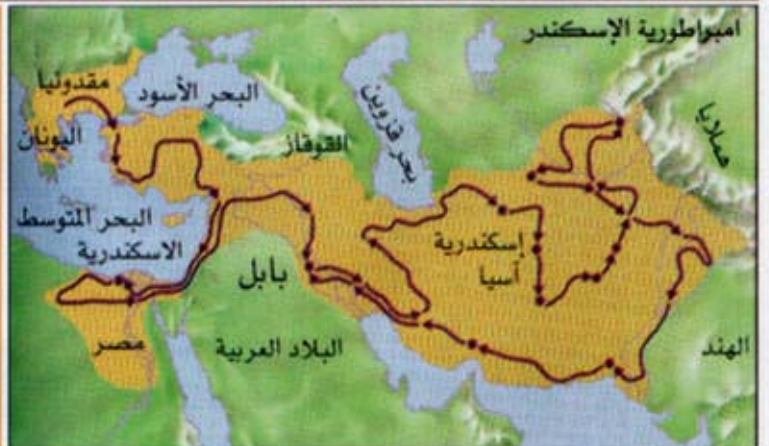 امبراطورية الإسكندر
مقدونيا
البحر الأسود
اليونان
القوقاز
بحر قزوين
هملايا
البحر المتوسط
الاسكندرية
إسكندرية
آسيا
بابل
مصر
البلاد العربية
الهند